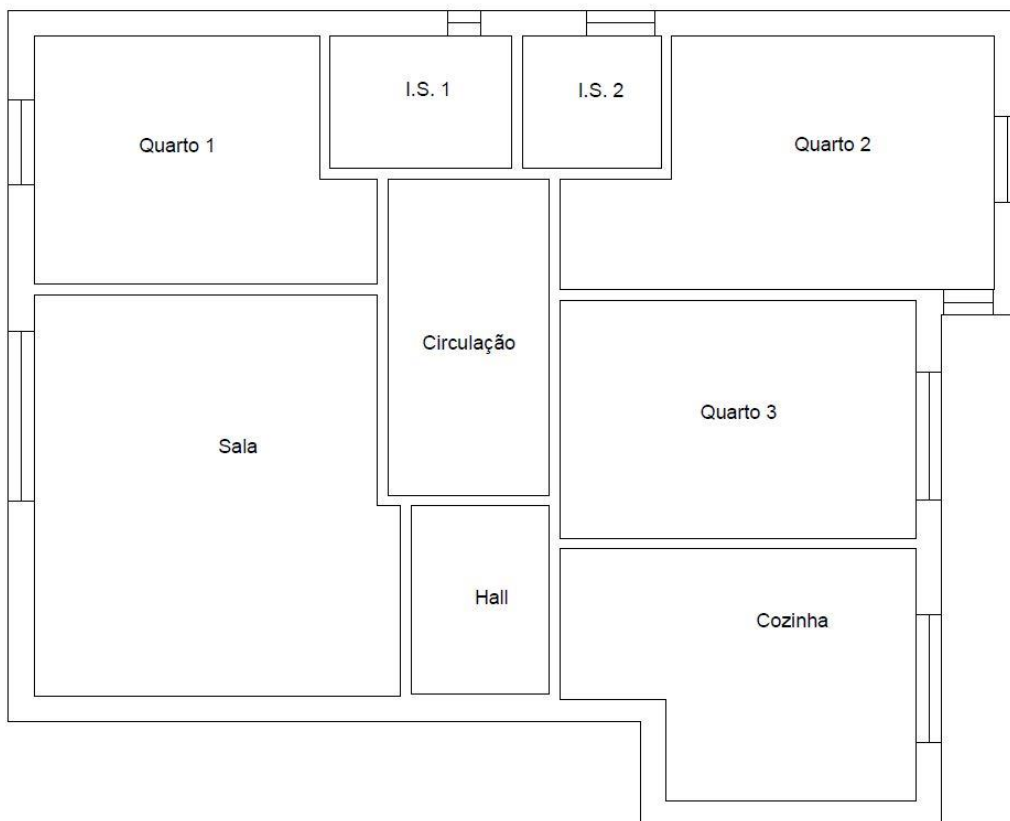 I.S. 1
I.S. 2
Quarto 1
Quarto 2
Circulação
Quarto 3
Sala
Hall
Cozinha